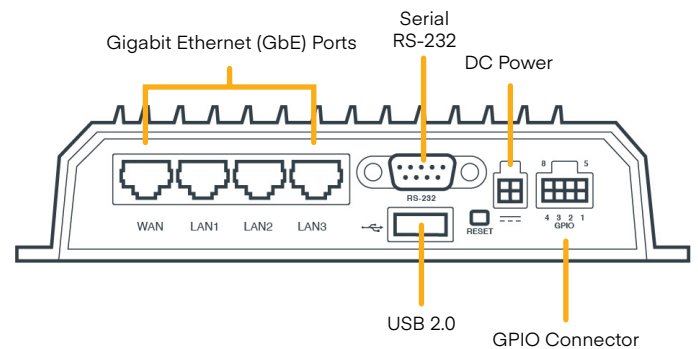 Serial
RS-232
Gigabit Ethernet (GbE) Ports
DC Power
8 5
RS-232
WAN LAN1 LAN2 LAN3
RESET
4 3 2 1
GPIO
USB 2.0
GPIO Connector